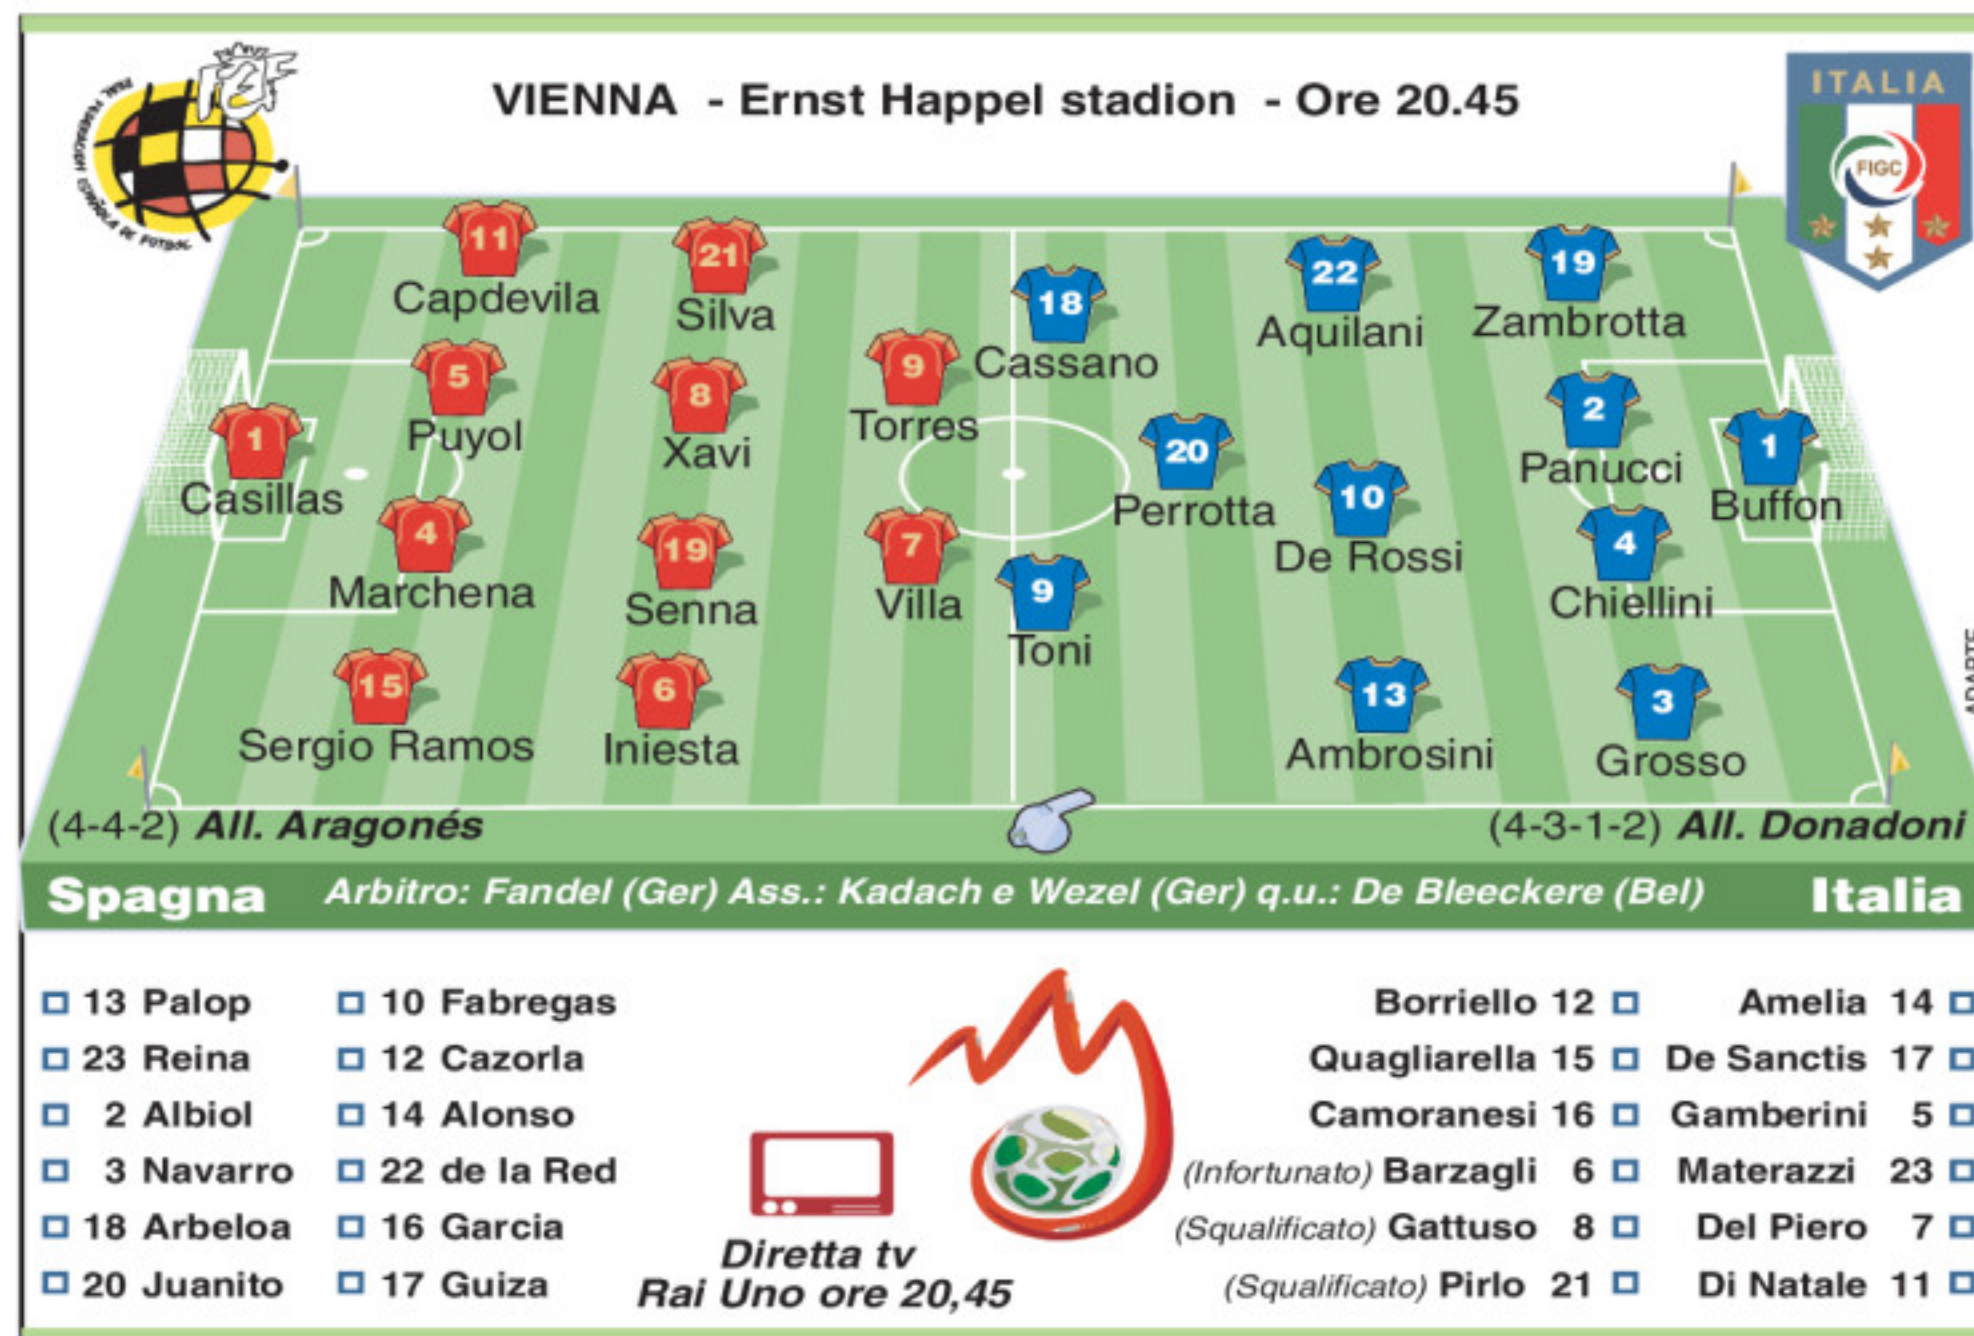 VIENNA - Ernst Happel stadion - Ore 20.45
REAL FEDERACION ESPAÑOLA DE FUTBOL
ITALIA
FIGC
11
Capdevila
21
Silva
5
Puyol
8
Xavi
9
Torres
1
Casillas
4
Marchena
19
Senna
7
Villa
15
Sergio Ramos
6
Iniesta
18
Cassano
22
Aquilani
19
Zambrotta
20
Perrotta
10
De Rossi
2
Panucci
1
Buffon
4
Chiellini
9
Toni
13
Ambrosini
3
Grosso
(4-4-2) All. Aragonés
(4-3-1-2) All. Donadoni
Spagna
Arbitro: Fandel (Ger) Ass.: Kadach e Wezel (Ger) q.u.: De Bleeckere (Bel)
Italia
13 Palop
23 Reina
2 Albiol
3 Navarro
18 Arbeloa
20 Juanito
10 Fabregas
12 Cazorla
14 Alonso
22 de la Red
16 Garcia
17 Guiza
Diretta tv
Rai Uno ore 20,45
Borriello 12
Quagliarella 15
Camoranesi 16
(Infortunato) Barzagli 6
(Squalificato) Gattuso 8
(Squalificato) Pirlo 21
Amelia 14
De Sanctis 17
Gamberini 5
Materazzi 23
Del Piero 7
Di Natale 11